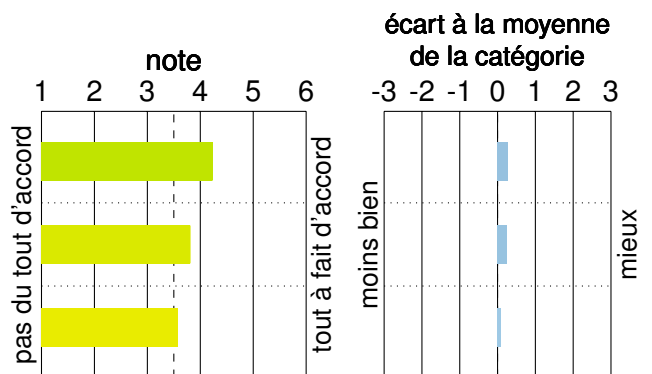 note
1 2 3 4 5 6
pas du tout d'accord
tout à fait d'accord
écart à la moyenne
de la catégorie
-3 -2 -1 0 1 2 3
moins bien
mieux